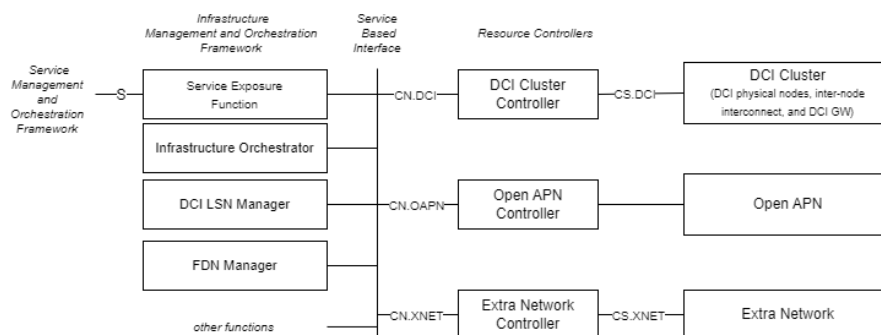 Infrastructure
Management and Orchestration
Framework
Service
Based
Interface
Resource Controllers
Service
Management
and
Orchestration
Framework
S
Service Exposure
Function
CN.DCI
DCI Cluster
Controller
CS.DCI
DCI Cluster
(DCI physical nodes, inter-node
interconnect, and DCI GW)
Infrastructure Orchestrator
DCI LSN Manager
CN.OAPN
Open APN
Controller
Open APN
FDN Manager
CN.XNET
Extra Network
Controller
CS.XNET
Extra Network
other functions